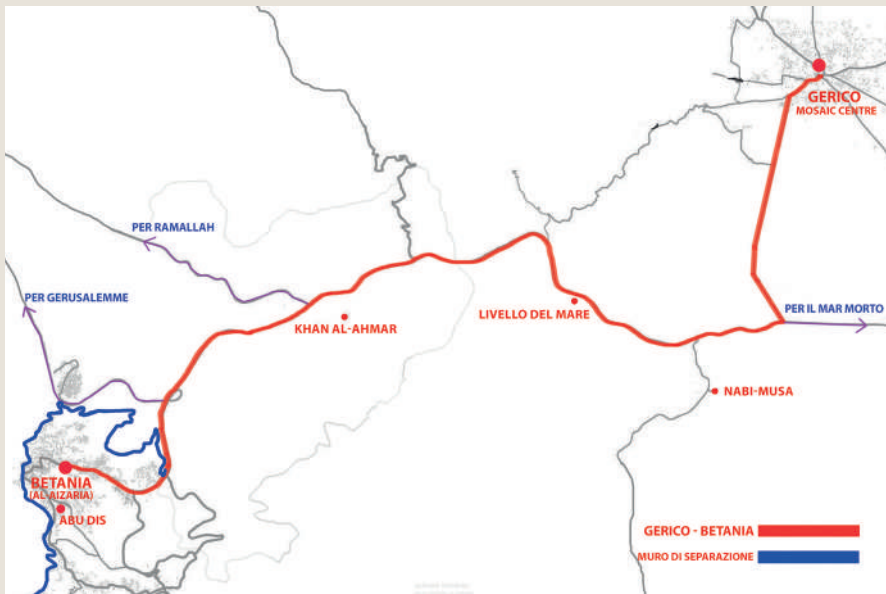 GERICO
MOSAIC CENTRE
PER RAMALLAH
PER GERUSALEMME
KHAN AL-AHMAR
LIVELLO DEL MARE
PER IL MAR MORTO
NABI-MUSA
BETANIA
(AL-AIZARIA)
ABU DIS
GERICO - BETANIA
MURO DI SEPARAZIONE